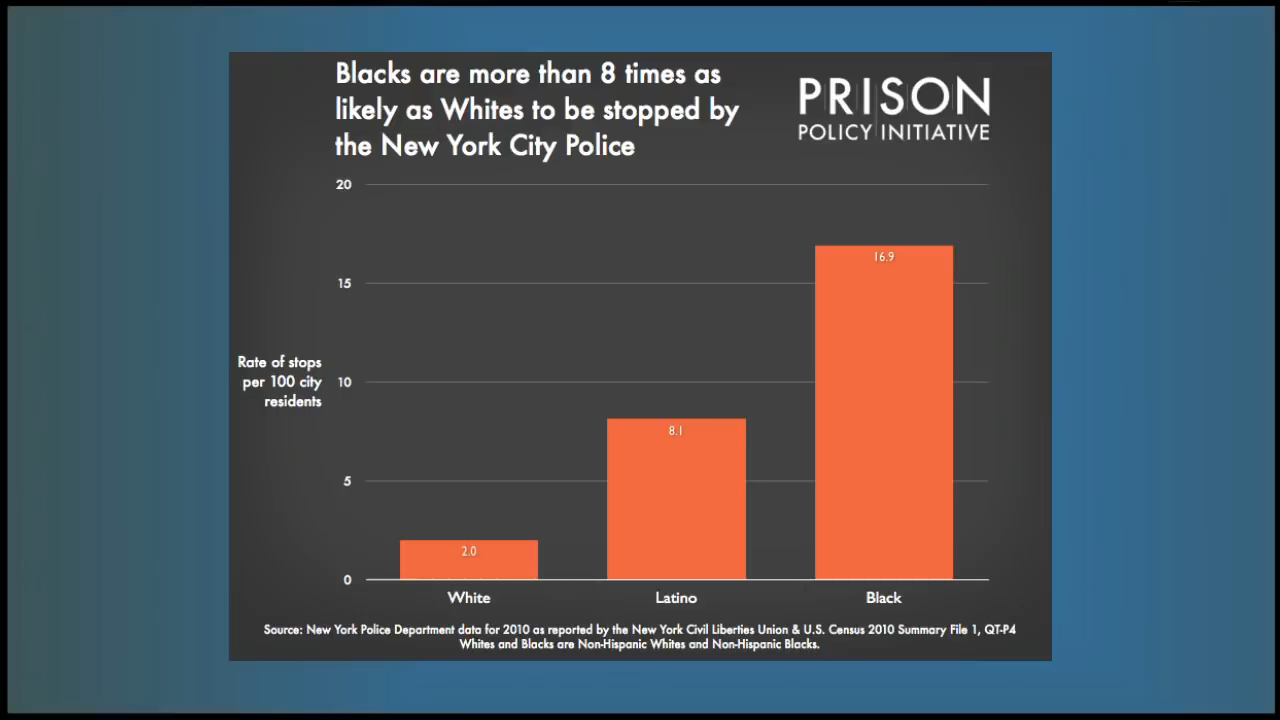 Blacks are more than 8 times as
likely as Whites to be stopped by
the New York City Police
PRISON
POLICY INITIATIVE
20
15
10
5
0
Rate of stops
per 100 city
residents
2.0
8.1
16.9
White
Latino
Black
Source: New York Police Department data for 2010 as reported by the New York Civil Liberties Union & U.S. Census 2010 Summary File 1, QT-P4
Whites and Blacks are Non-Hispanic Whites and Non-Hispanic Blacks.